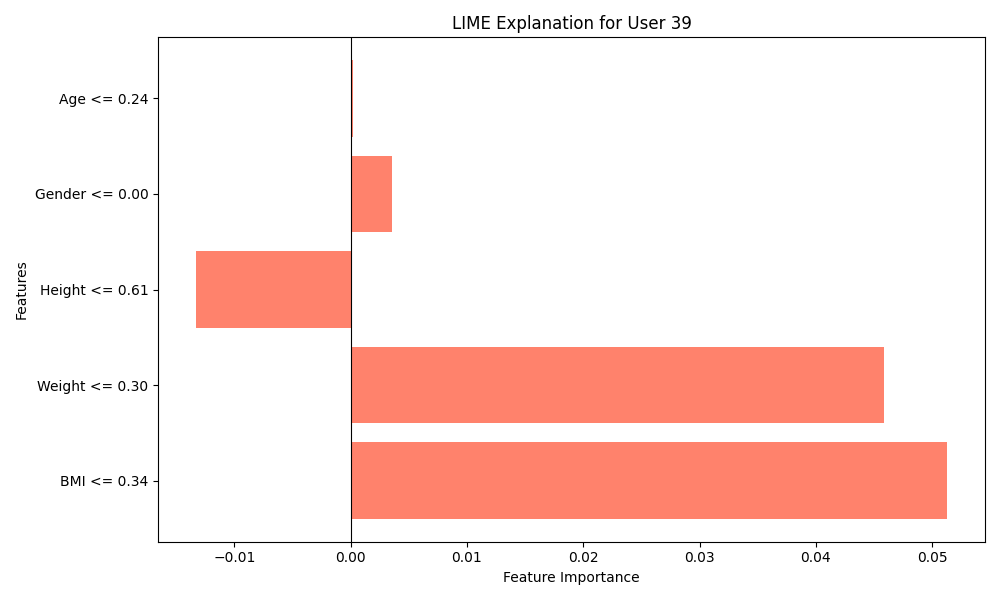 LIME Explanation for User 39
Age <= 0.24
Gender <= 0.00
Height <= 0.61
Weight <= 0.30
BMI <= 0.34
Features
−0.01 0.00 0.01 0.02 0.03 0.04 0.05
Feature Importance